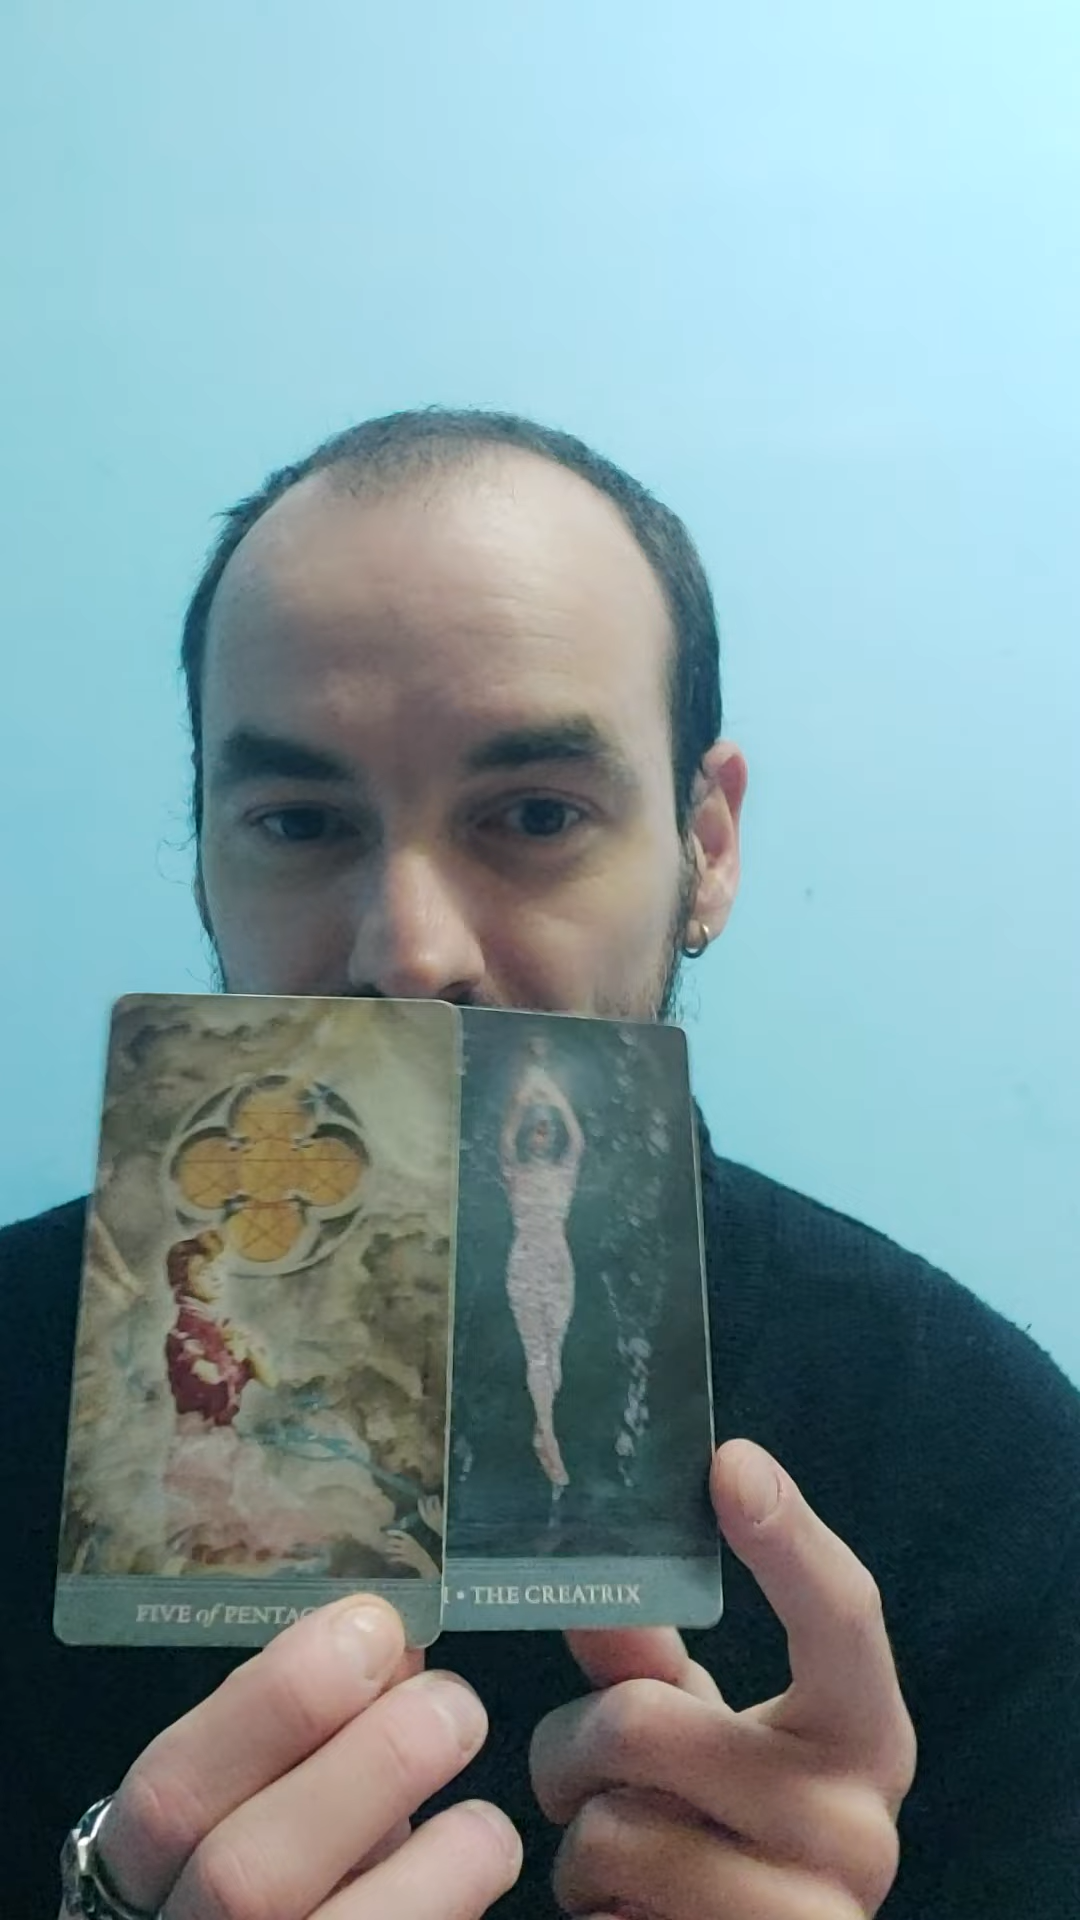 FIVE of PENTAC
I • THE CREATRIX